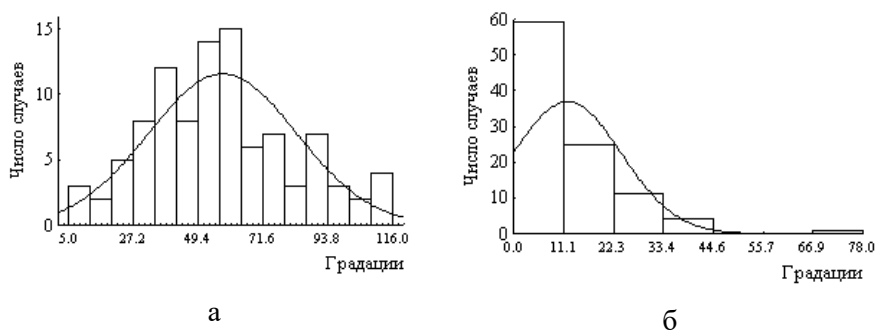 Число случаев
15
10
5
0
5.0 27.2 49.4 71.6 93.8 116.0
Градации
а
Число случаев
60
50
40
30
20
10
0
0.0 11.1 22.3 33.4 44.6 55.7 66.9 78.0
Градации
б